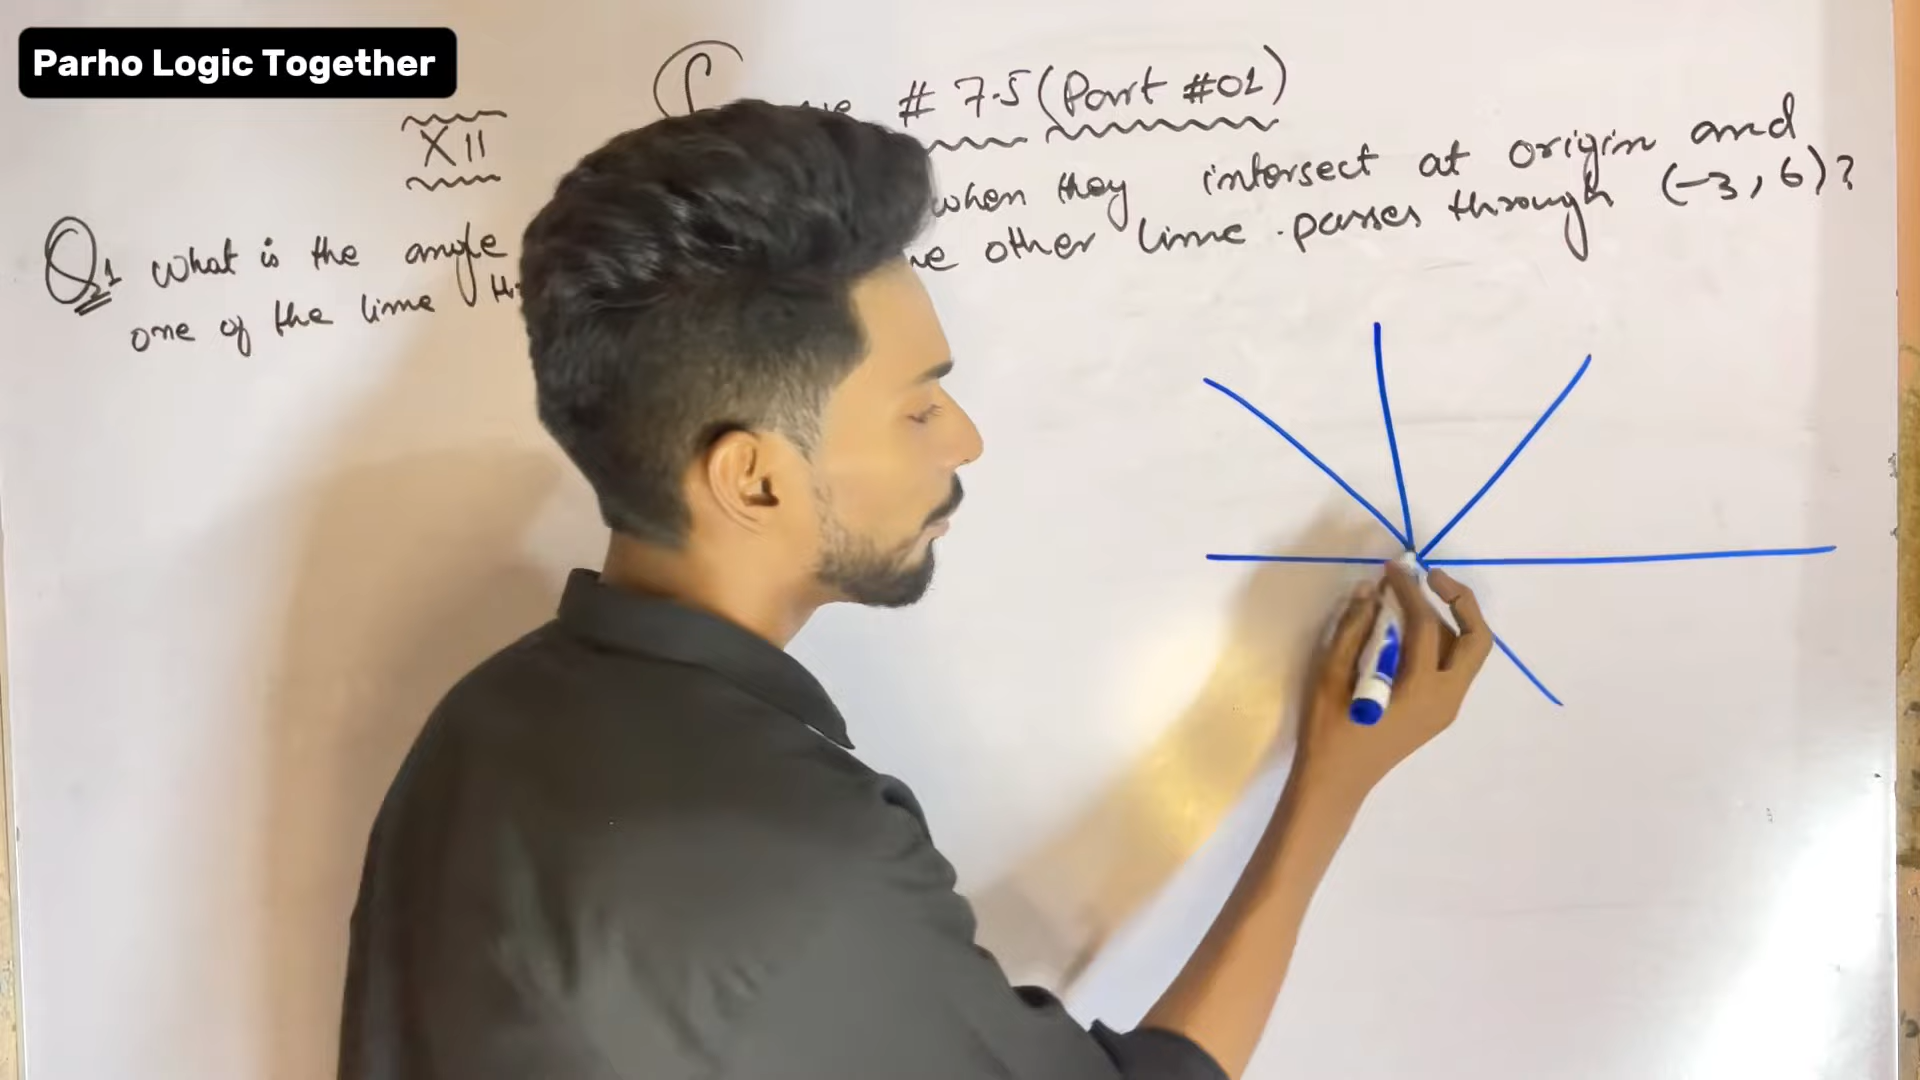 Parho Logic Together
# 7.5 (Part #01)
XII
Q1 What is the angle when they intersect at origin and
one of the line other line passes through (-3, 6)?